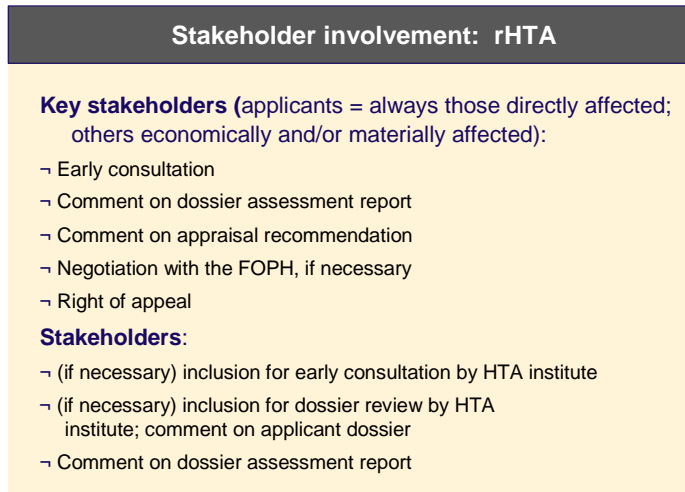 Stakeholder involvement: rHTA
Key stakeholders (applicants = always those directly affected;
others economically and/or materially affected):
¬ Early consultation
¬ Comment on dossier assessment report
¬ Comment on appraisal recommendation
¬ Negotiation with the FOPH, if necessary
¬ Right of appeal
Stakeholders:
¬ (if necessary) inclusion for early consultation by HTA institute
¬ (if necessary) inclusion for dossier review by HTA
institute; comment on applicant dossier
¬ Comment on dossier assessment report